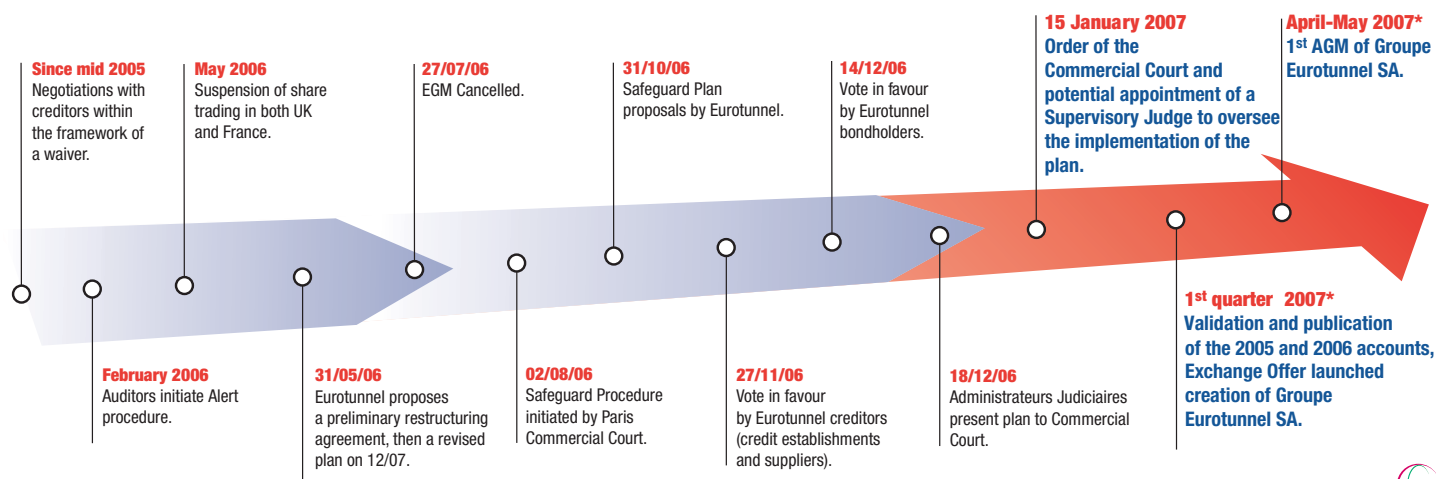 Since mid 2005
Negotiations with
creditors within
the framework of
a waiver.
February 2006
Auditors initiate Alert
procedure.
May 2006
Suspension of share
trading in both UK
and France.
31/05/06
Eurotunnel proposes
a preliminary restructuring
agreement, then a revised
plan on 12/07.
27/07/06
EGM Cancelled.
02/08/06
Safeguard Procedure
initiated by Paris
Commercial Court.
31/10/06
Safeguard Plan
proposals by Eurotunnel.
27/11/06
Vote in favour
by Eurotunnel creditors
(credit establishments
and suppliers).
14/12/06
Vote in favour
by Eurotunnel
bondholders.
18/12/06
Administrateurs Judiciaires
present plan to Commercial
Court.
15 January 2007
Order of the
Commercial Court and
potential appointment of a
Supervisory Judge to oversee
the implementation of the
plan.
1st quarter 2007*
Validation and publication
of the 2005 and 2006 accounts,
Exchange Offer launched
creation of Groupe
Eurotunnel SA.
April-May 2007*
1st AGM of Groupe
Eurotunnel SA.